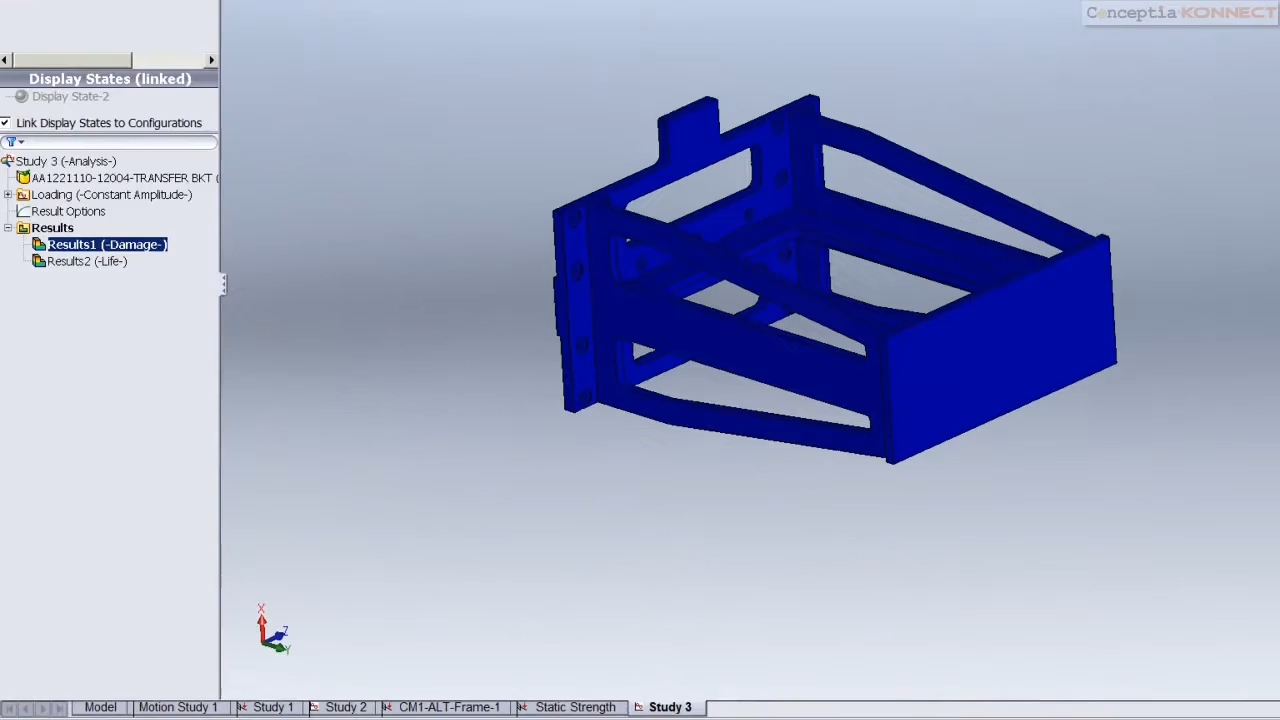 Conceptia KONNECT
Display States (linked)
Display State-2
Link Display States to Configurations
Study 3 (-Analysis-)
AA1221110-12004-TRANSFER BKT (
Loading (-Constant Amplitude-)
Result Options
Results
Results1 (-Damage-)
Results2 (-Life-)
X
Z
Y
Model
Motion Study 1
Study 1
Study 2
CM1-ALT-Frame-1
Static Strength
Study 3